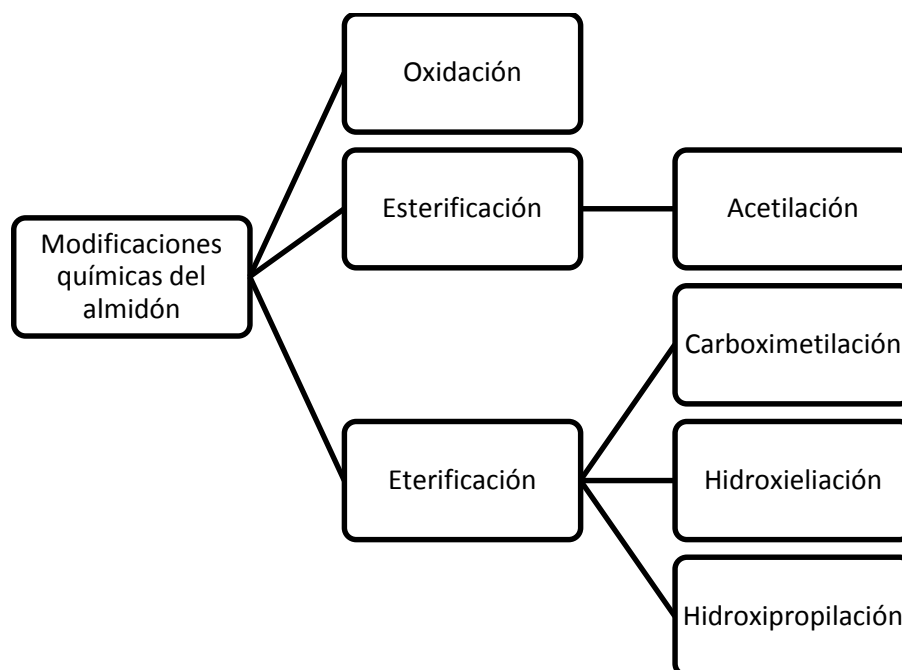 Oxidación
Esterificación
Acetilación
Modificaciones
químicas del
almidón
Carboximetilación
Eterificación
Hidroxieliación
Hidroxipropilación